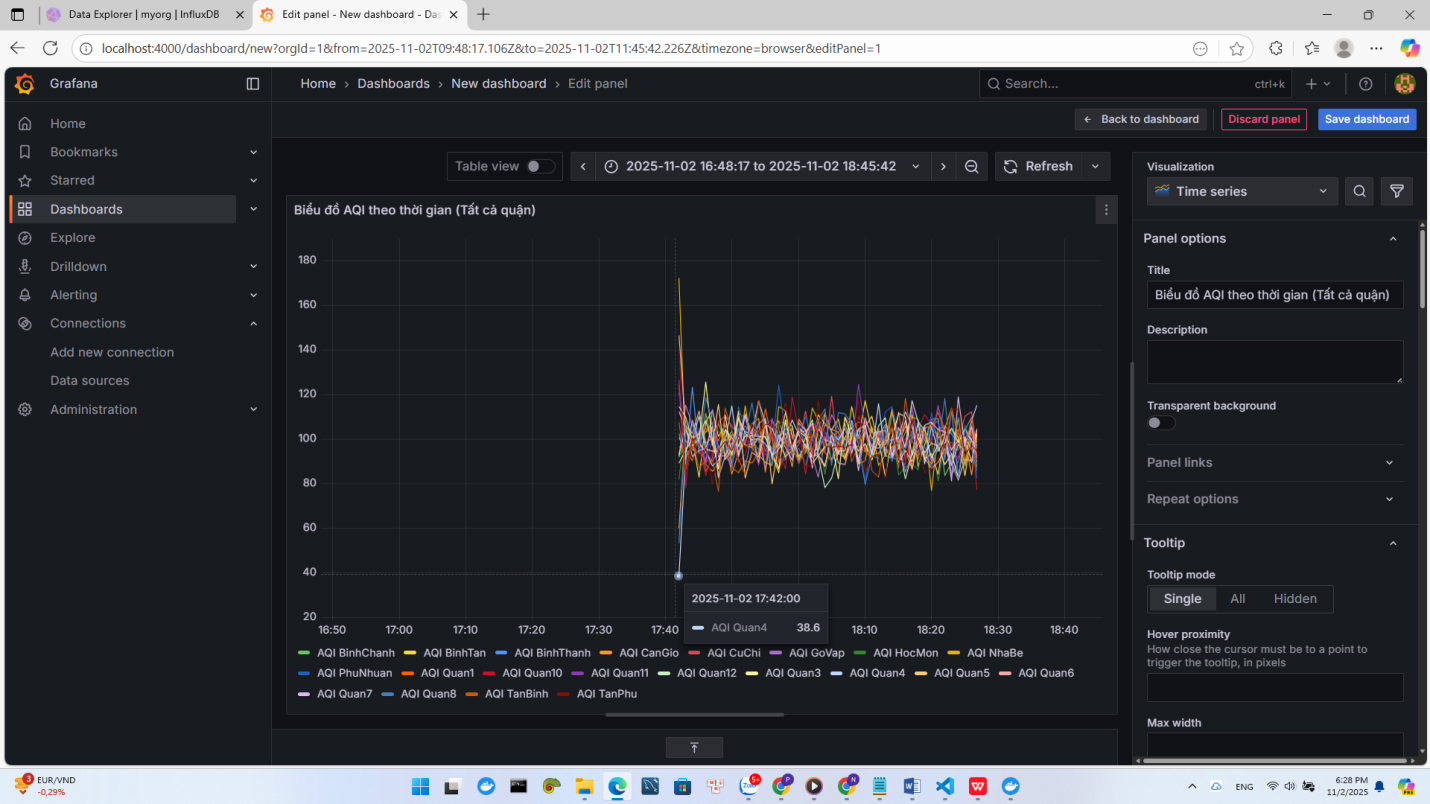 Data Explorer | myorg | InfluxDB
Edit panel - New dashboard - Das
localhost:4000/dashboard/new?orgId=1&from=2025-11-02T09:48:17.106Z&to=2025-11-02T11:45:42.226Z&timezone=browser&editPanel=1
Grafana
Home › Dashboards › New dashboard › Edit panel
Search... ctrl+k
Back to dashboard
Discard panel
Save dashboard
Home
Bookmarks
Starred
Dashboards
Explore
Drilldown
Alerting
Connections
Add new connection
Data sources
Administration
Table view
2025-11-02 16:48:17 to 2025-11-02 18:45:42
Refresh
Biểu đồ AQI theo thời gian (Tất cả quận)
180
160
140
120
100
80
60
40
20
16:50 17:00 17:10 17:20 17:30 17:40 18:10 18:20 18:30 18:40
2025-11-02 17:42:00
AQI Quan4 38.6
AQI BinhChanh AQI BinhTan AQI BinhThanh AQI CanGio AQI CuChi AQI GoVap AQI HocMon AQI NhaBe
AQI PhuNhuan AQI Quan1 AQI Quan10 AQI Quan11 AQI Quan12 AQI Quan3 AQI Quan4 AQI Quan5 AQI Quan6
AQI Quan7 AQI Quan8 AQI TanBinh AQI TanPhu
Visualization
Time series
Panel options
Title
Biểu đồ AQI theo thời gian (Tất cả quận)
Description
Transparent background
Panel links
Repeat options
Tooltip
Tooltip mode
Single All Hidden
Hover proximity
How close the cursor must be to a point to
trigger the tooltip, in pixels
Max width
3
EUR/VND
-0,29%
Zalo
5+
P
N
W
W
ENG
6:28 PM
11/2/2025
PRE